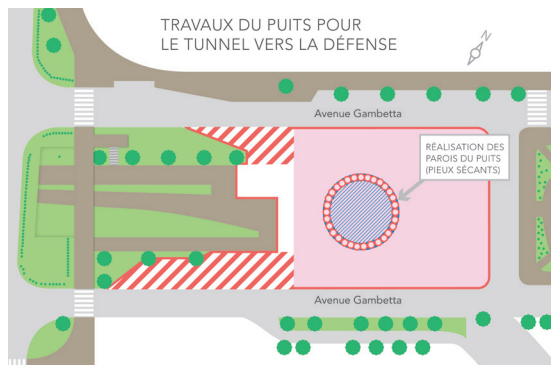 TRAVAUX DU PUITS POUR
LE TUNNEL VERS LA DÉFENSE
N
Avenue Gambetta
RÉALISATION DES
PAROIS DU PUITS
(PIEUX SÉCANTS)
Avenue Gambetta